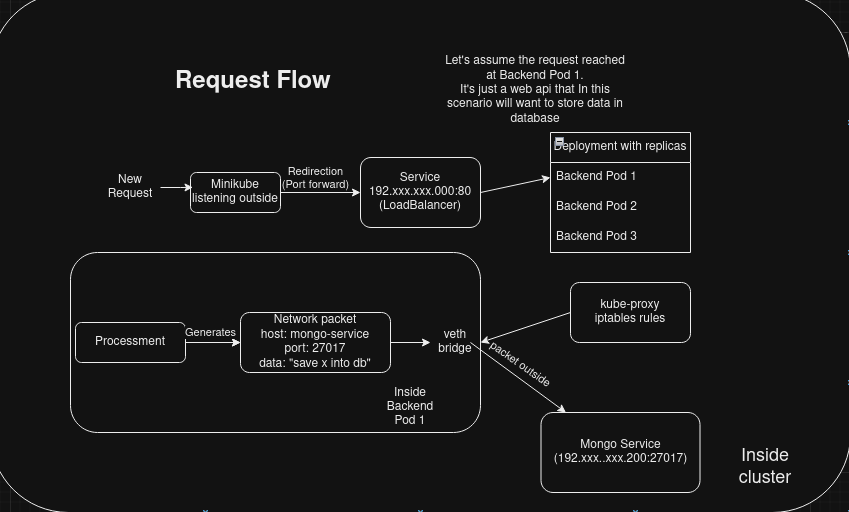 Request Flow
Let's assume the request reached
at Backend Pod 1.
It's just a web api that In this
scenario will want to store data in
database
Deployment with replicas
New
Request
Minikube
listening outside
Redirection
(Port forward)
Service
192.xxx.xxx.000:80
(LoadBalancer)
Backend Pod 1
Backend Pod 2
Backend Pod 3
kube-proxy
iptables rules
Processment
Generates
Network packet
host: mongo-service
port: 27017
data: "save x into db"
veth
bridge
packet outside
Inside
Backend
Pod 1
Mongo Service
(192.xxx..xxx.200:27017)
Inside
cluster